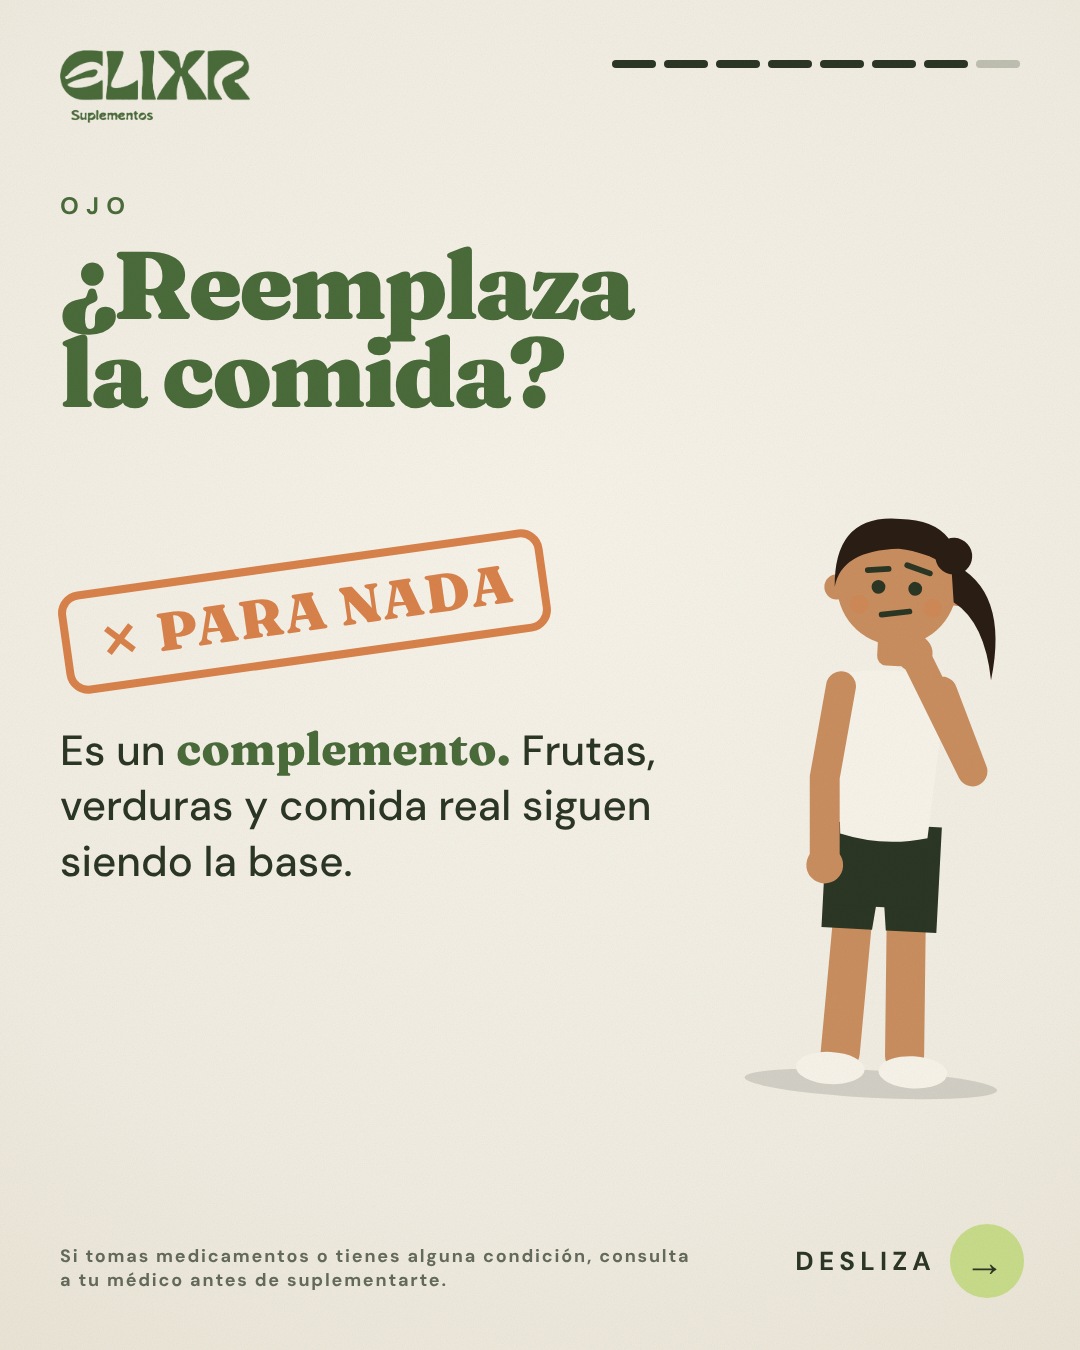 ELIXR
Suplementos
OJO
¿Reemplaza
la comida?
× PARA NADA
Es un complemento. Frutas,
verduras y comida real siguen
siendo la base.
Si tomas medicamentos o tienes alguna condición, consulta
a tu médico antes de suplementarte.
DESLIZA →